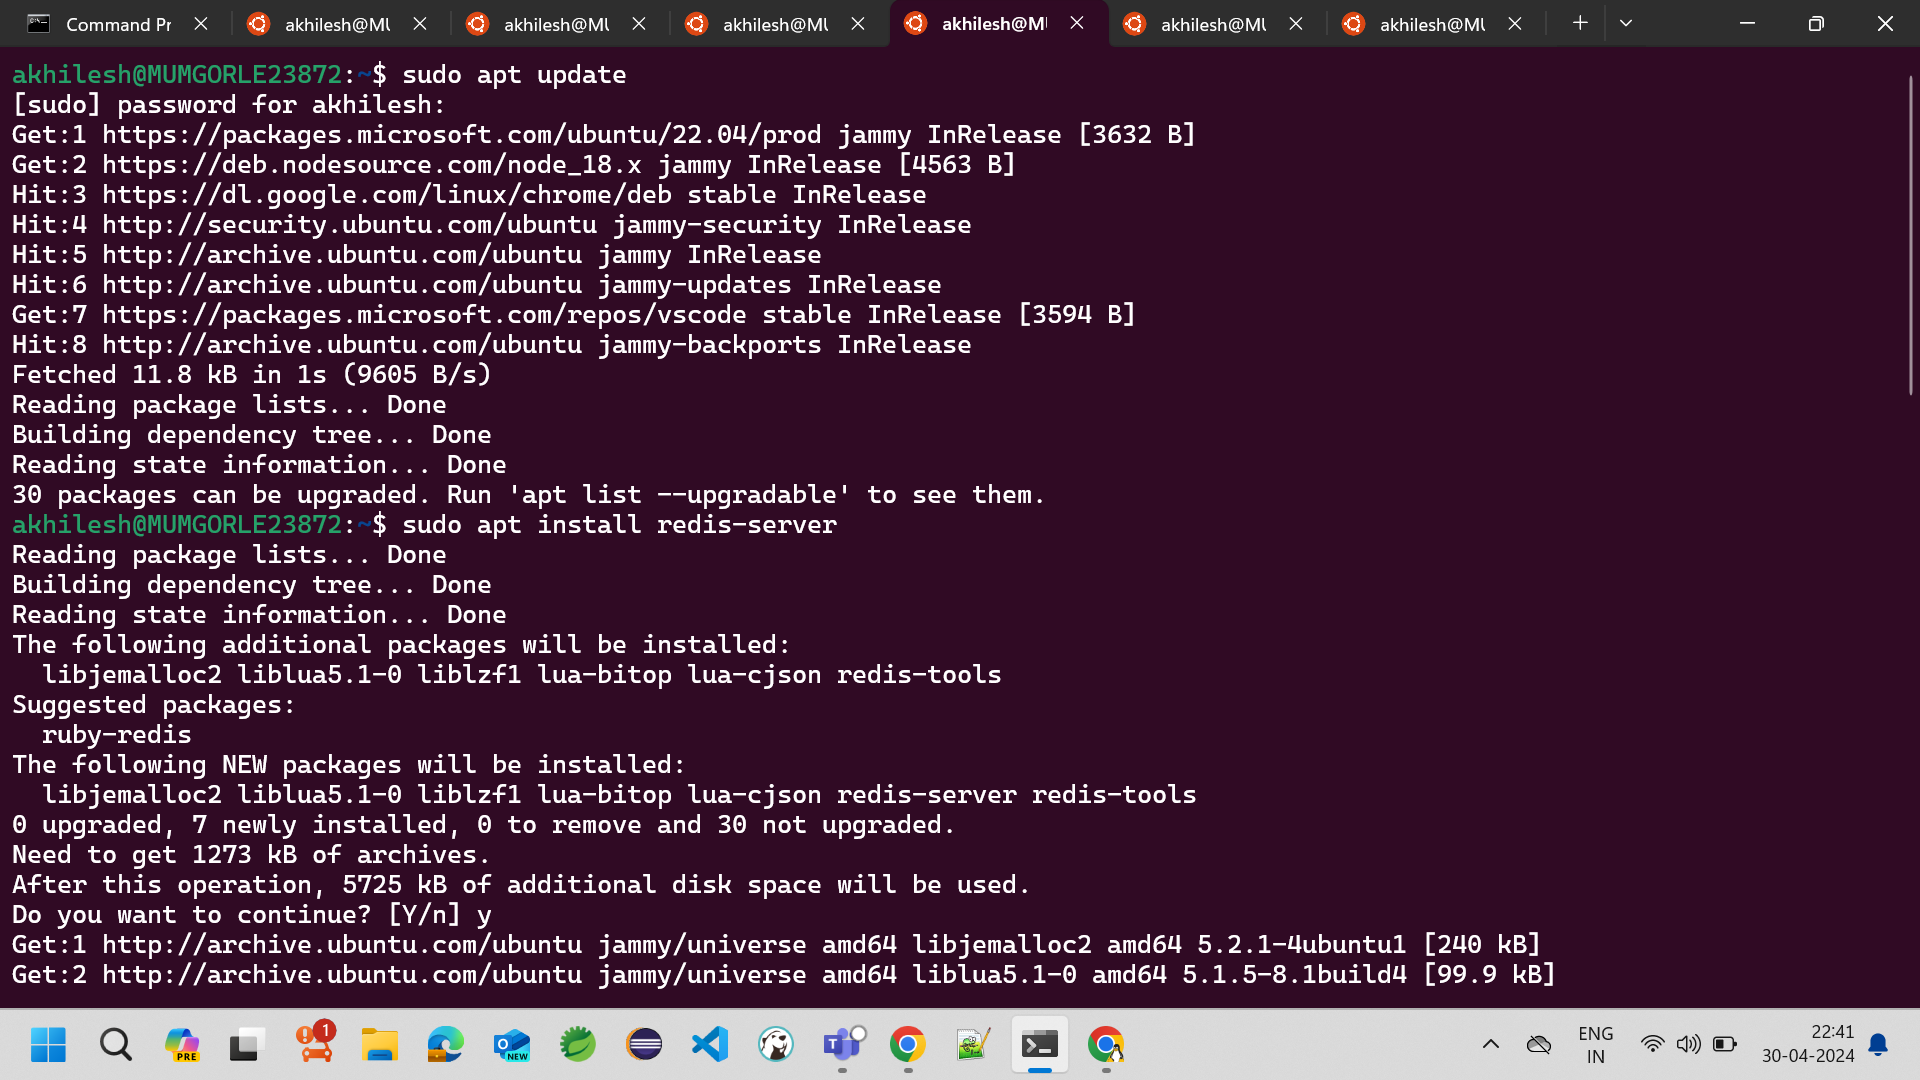 Command Pr
akhilesh@MU
akhilesh@MU
akhilesh@MU
akhilesh@M
akhilesh@MU
akhilesh@MU
akhilesh@MUMGORLE23872:~$ sudo apt update
[sudo] password for akhilesh:
Get:1 https://packages.microsoft.com/ubuntu/22.04/prod jammy InRelease [3632 B]
Get:2 https://deb.nodesource.com/node_18.x jammy InRelease [4563 B]
Hit:3 https://dl.google.com/linux/chrome/deb stable InRelease
Hit:4 http://security.ubuntu.com/ubuntu jammy-security InRelease
Hit:5 http://archive.ubuntu.com/ubuntu jammy InRelease
Hit:6 http://archive.ubuntu.com/ubuntu jammy-updates InRelease
Get:7 https://packages.microsoft.com/repos/vscode stable InRelease [3594 B]
Hit:8 http://archive.ubuntu.com/ubuntu jammy-backports InRelease
Fetched 11.8 kB in 1s (9605 B/s)
Reading package lists... Done
Building dependency tree... Done
Reading state information... Done
30 packages can be upgraded. Run 'apt list --upgradable' to see them.
akhilesh@MUMGORLE23872:~$ sudo apt install redis-server
Reading package lists... Done
Building dependency tree... Done
Reading state information... Done
The following additional packages will be installed:
  libjemalloc2 liblua5.1-0 liblzf1 lua-bitop lua-cjson redis-tools
Suggested packages:
  ruby-redis
The following NEW packages will be installed:
  libjemalloc2 liblua5.1-0 liblzf1 lua-bitop lua-cjson redis-server redis-tools
0 upgraded, 7 newly installed, 0 to remove and 30 not upgraded.
Need to get 1273 kB of archives.
After this operation, 5725 kB of additional disk space will be used.
Do you want to continue? [Y/n] y
Get:1 http://archive.ubuntu.com/ubuntu jammy/universe amd64 libjemalloc2 amd64 5.2.1-4ubuntu1 [240 kB]
Get:2 http://archive.ubuntu.com/ubuntu jammy/universe amd64 liblua5.1-0 amd64 5.1.5-8.1build4 [99.9 kB]
PRE
1
NEW
ENG
IN
22:41
30-04-2024